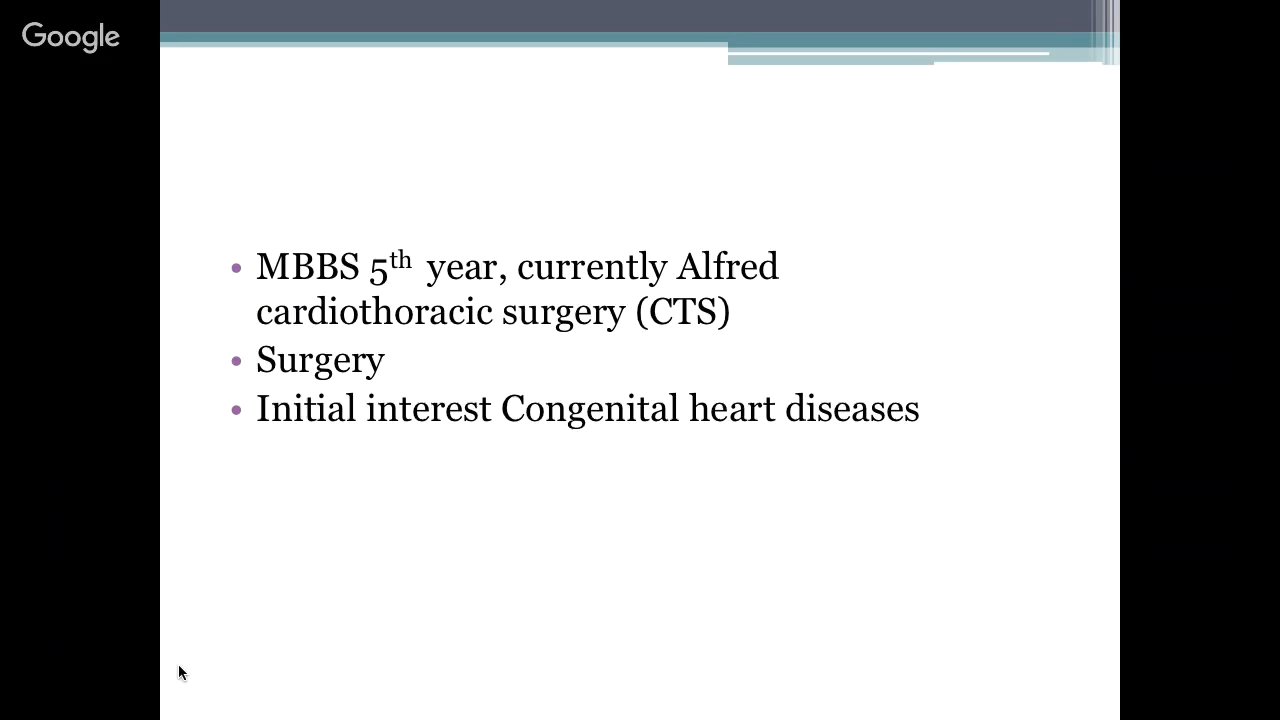 Google
• MBBS 5th year, currently Alfred
cardiothoracic surgery (CTS)
• Surgery
• Initial interest Congenital heart diseases